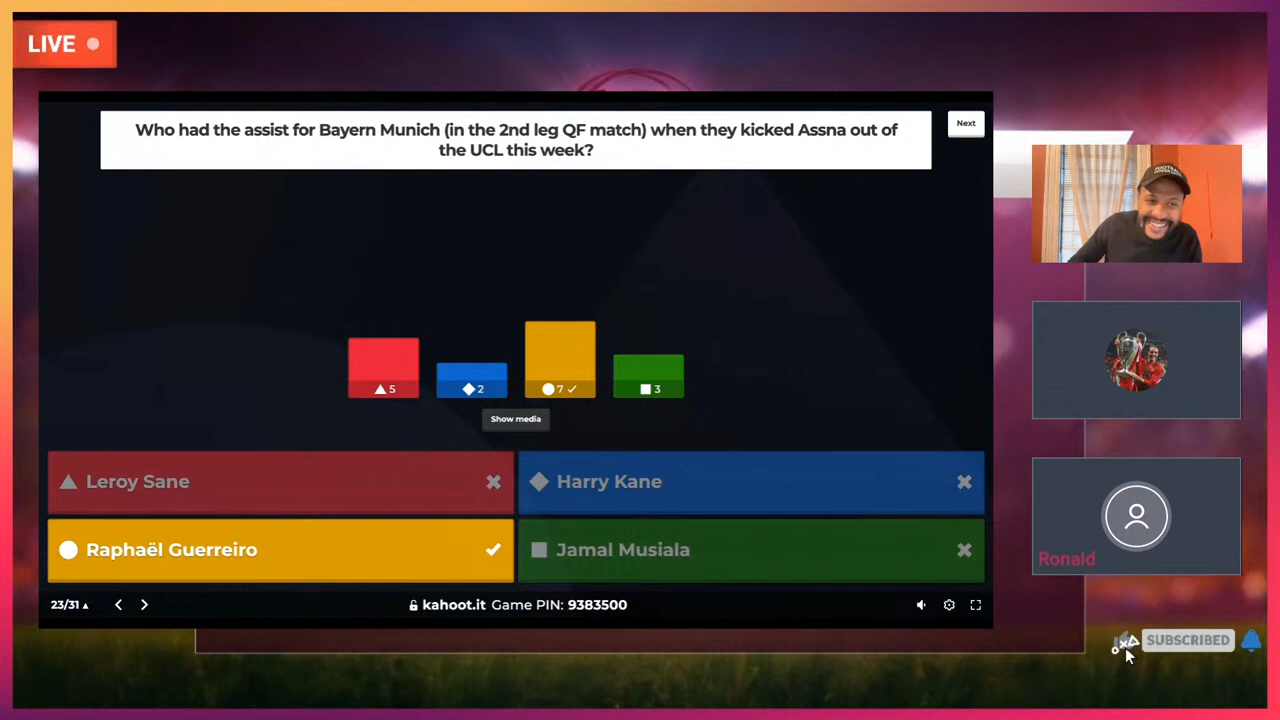 LIVE
Who had the assist for Bayern Munich (in the 2nd leg QF match) when they kicked Assna out of
the UCL this week?
Next
5
2
7
3
Show media
Leroy Sane
Harry Kane
Raphaël Guerreiro
Jamal Musiala
23/31
kahoot.it Game PIN: 9383500
FOOTBALL
Ronald
SUBSCRIBED